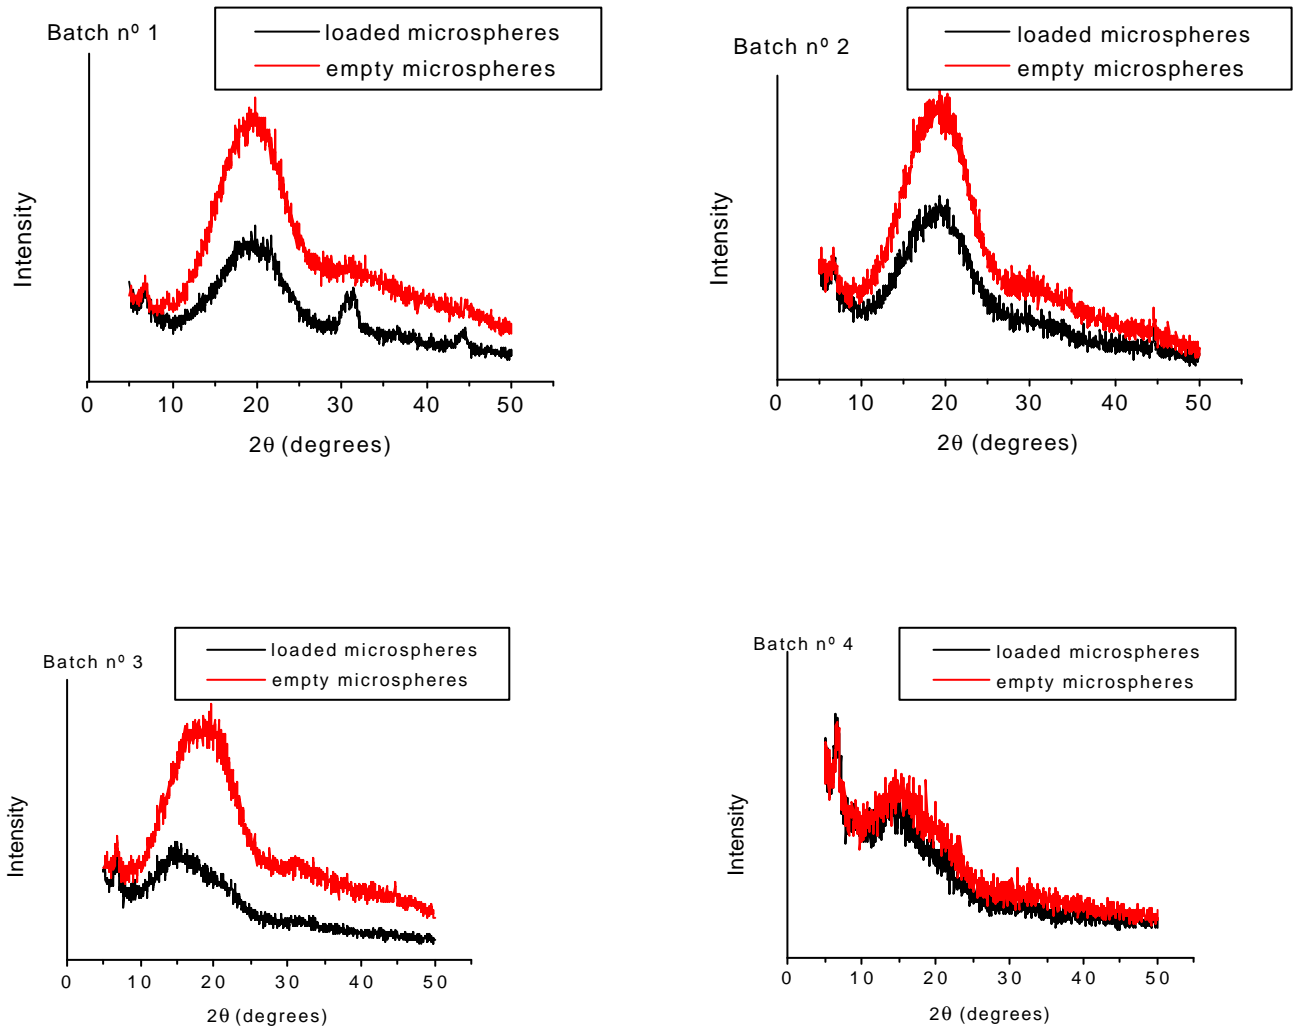 Batch nº 1
loaded microspheres
empty microspheres
Intensity
0 10 20 30 40 50
2θ (degrees)
Batch nº 2
loaded microspheres
empty microspheres
Intensity
0 10 20 30 40 50
2θ (degrees)
Batch nº 3
loaded microspheres
empty microspheres
Intensity
0 10 20 30 40 50
2θ (degrees)
Batch nº 4
loaded microspheres
empty microspheres
Intensity
0 10 20 30 40 50
2θ (degrees)